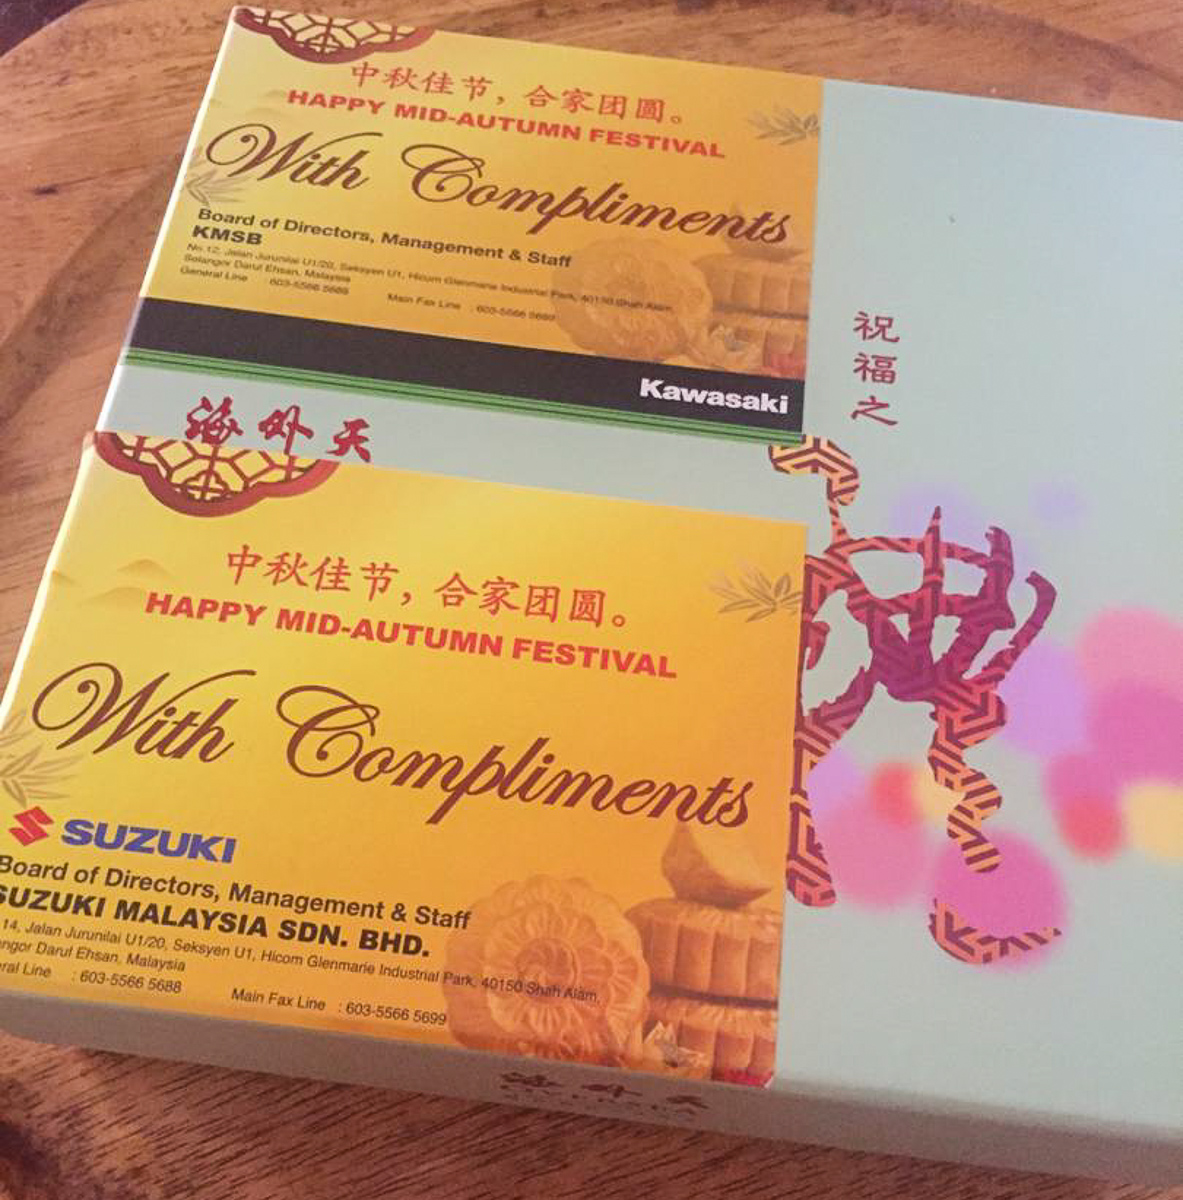 中秋佳节，合家团圆。
HAPPY MID-AUTUMN FESTIVAL
With Compliments
Board of Directors, Management & Staff
KMSB
No.12, Jalan Jurunilai U1/20, Seksyen U1, Hicom Glenmarie Industrial Park, 40150 Shah Alam,
Selangor Darul Ehsan, Malaysia
General Line : 603-5566 5688 Main Fax Line : 603-5566 5699
Kawasaki
祝
福
之
海外天
中秋佳节，合家团圆。
HAPPY MID-AUTUMN FESTIVAL
With Compliments
SUZUKI
Board of Directors, Management & Staff
SUZUKI MALAYSIA SDN. BHD.
14, Jalan Jurunilai U1/20, Seksyen U1, Hicom Glenmarie Industrial Park, 40150 Shah Alam,
ngor Darul Ehsan, Malaysia
ral Line : 603-5566 5688 Main Fax Line : 603-5566 5699
海外天